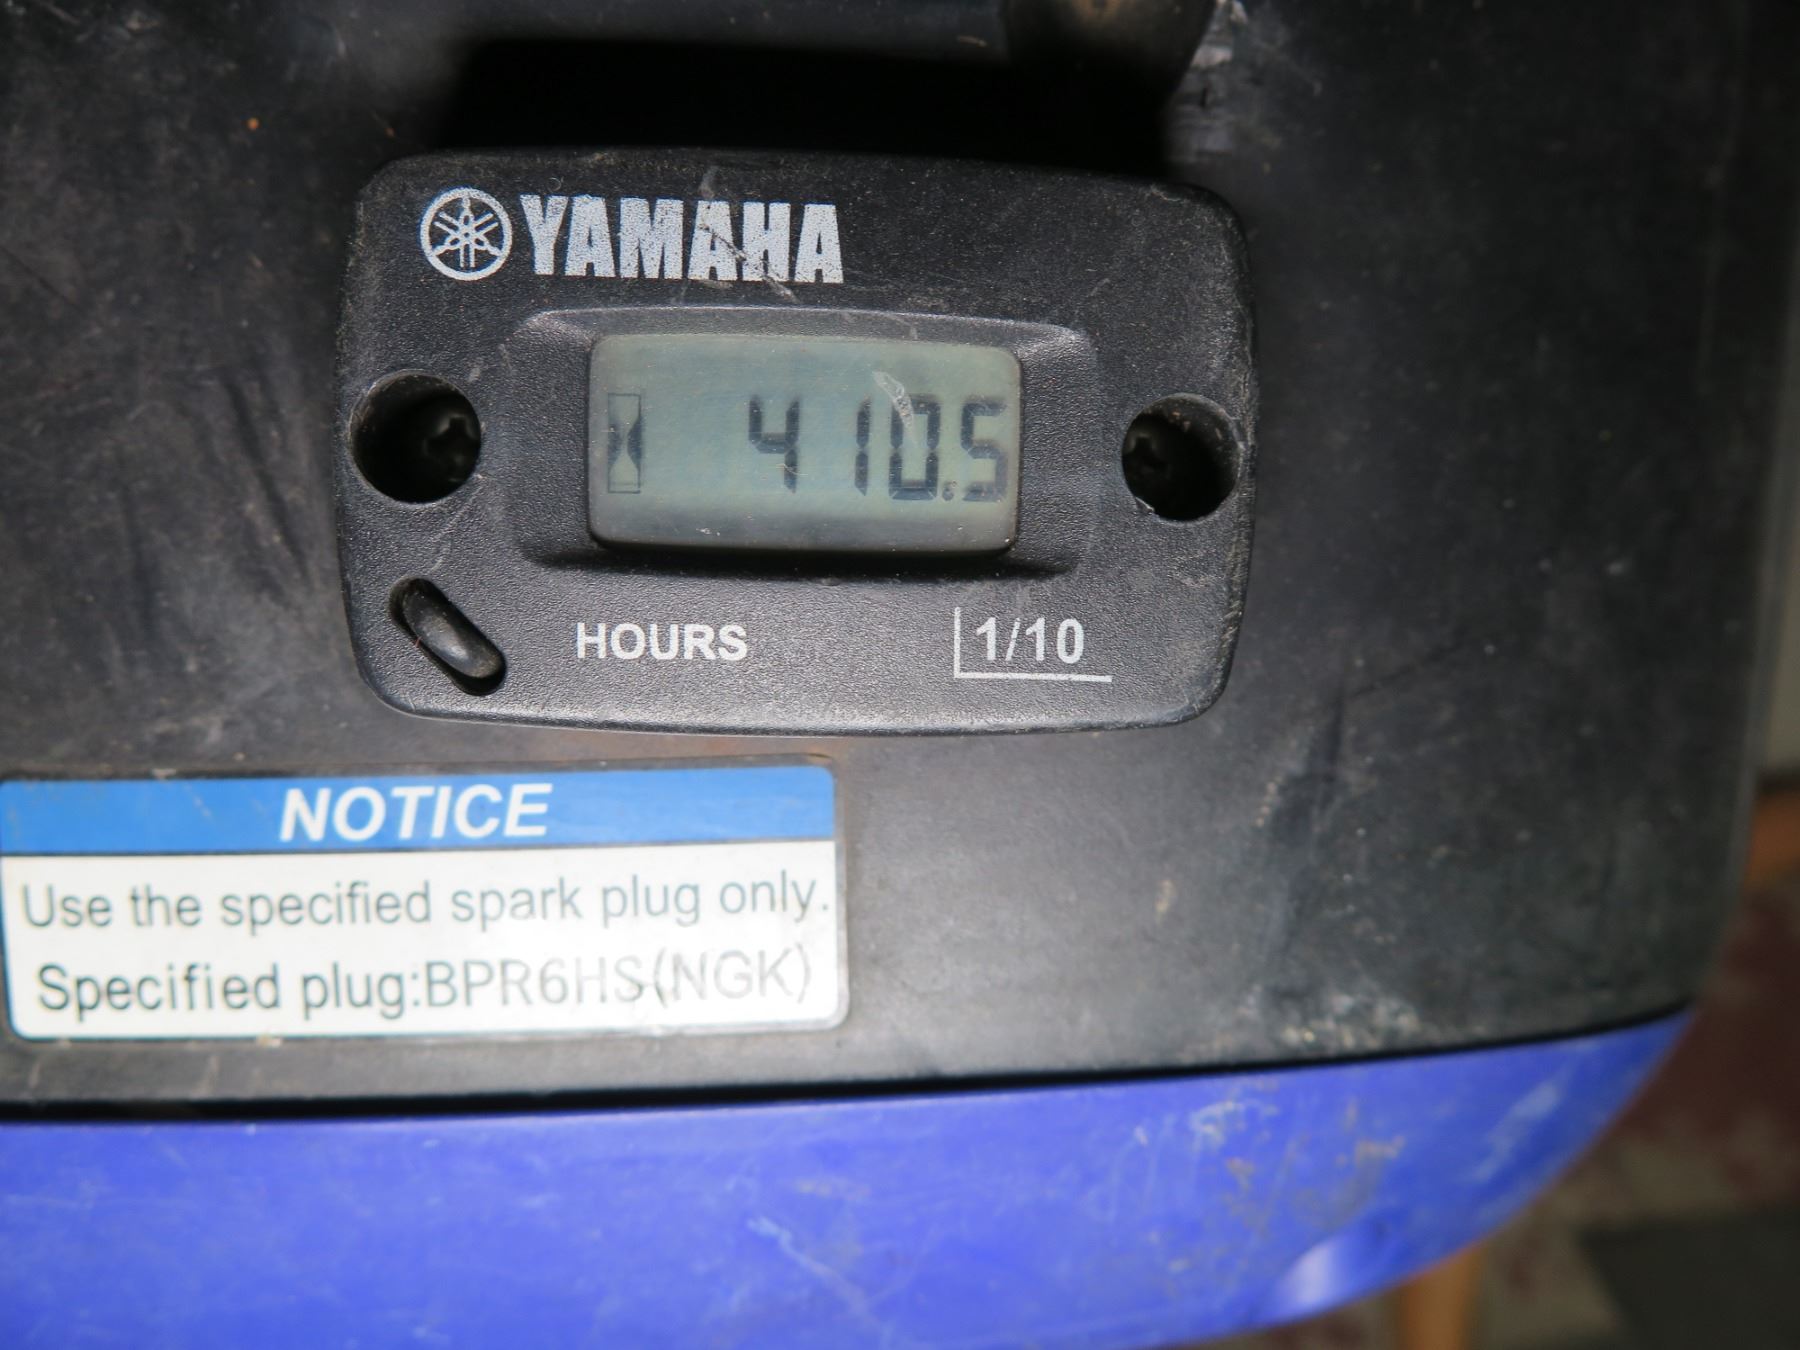 YAMAHA
410.5
HOURS 1/10
NOTICE
Use the specified spark plug only.
Specified plug:BPR6HS(NGK)